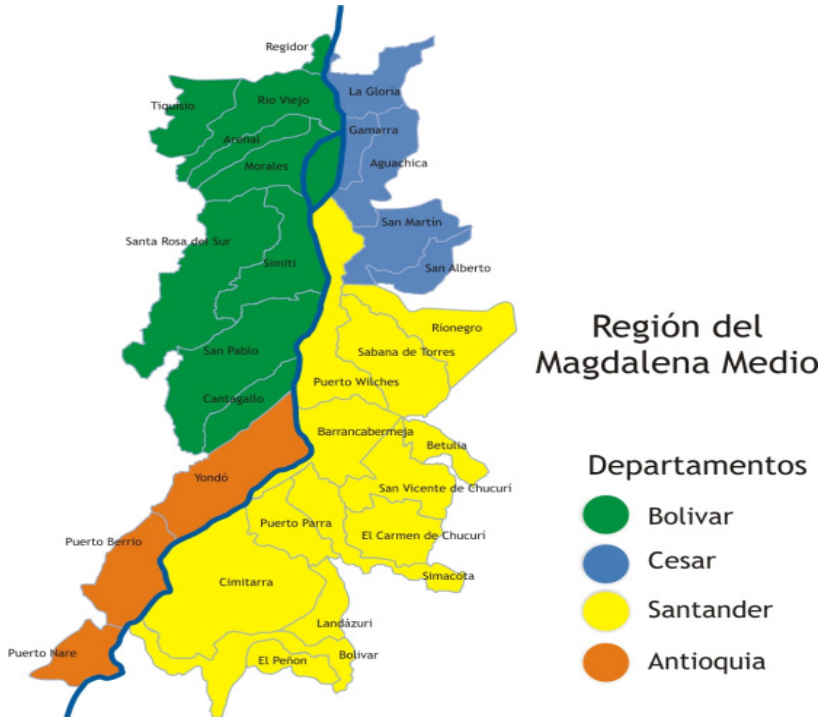 Regidor
La Gloria
Tiquisio
Rio Viejo
Gamarra
Arenal
Aguachica
Morales
San Martín
Santa Rosa del Sur
Simiti
San Alberto
Ríonegro
San Pablo
Sabana de Torres
Puerto Wilches
Cantagallo
Barrancabermeja
Betulia
Yondó
San Vicente de Chucurí
Puerto Parra
El Carmen de Chucurí
Puerto Berrio
Cimitarra
Simacota
Landázuri
Puerto Nare
El Peñon
Bolivar
Región del
Magdalena Medio
Departamentos
Bolivar
Cesar
Santander
Antioquia